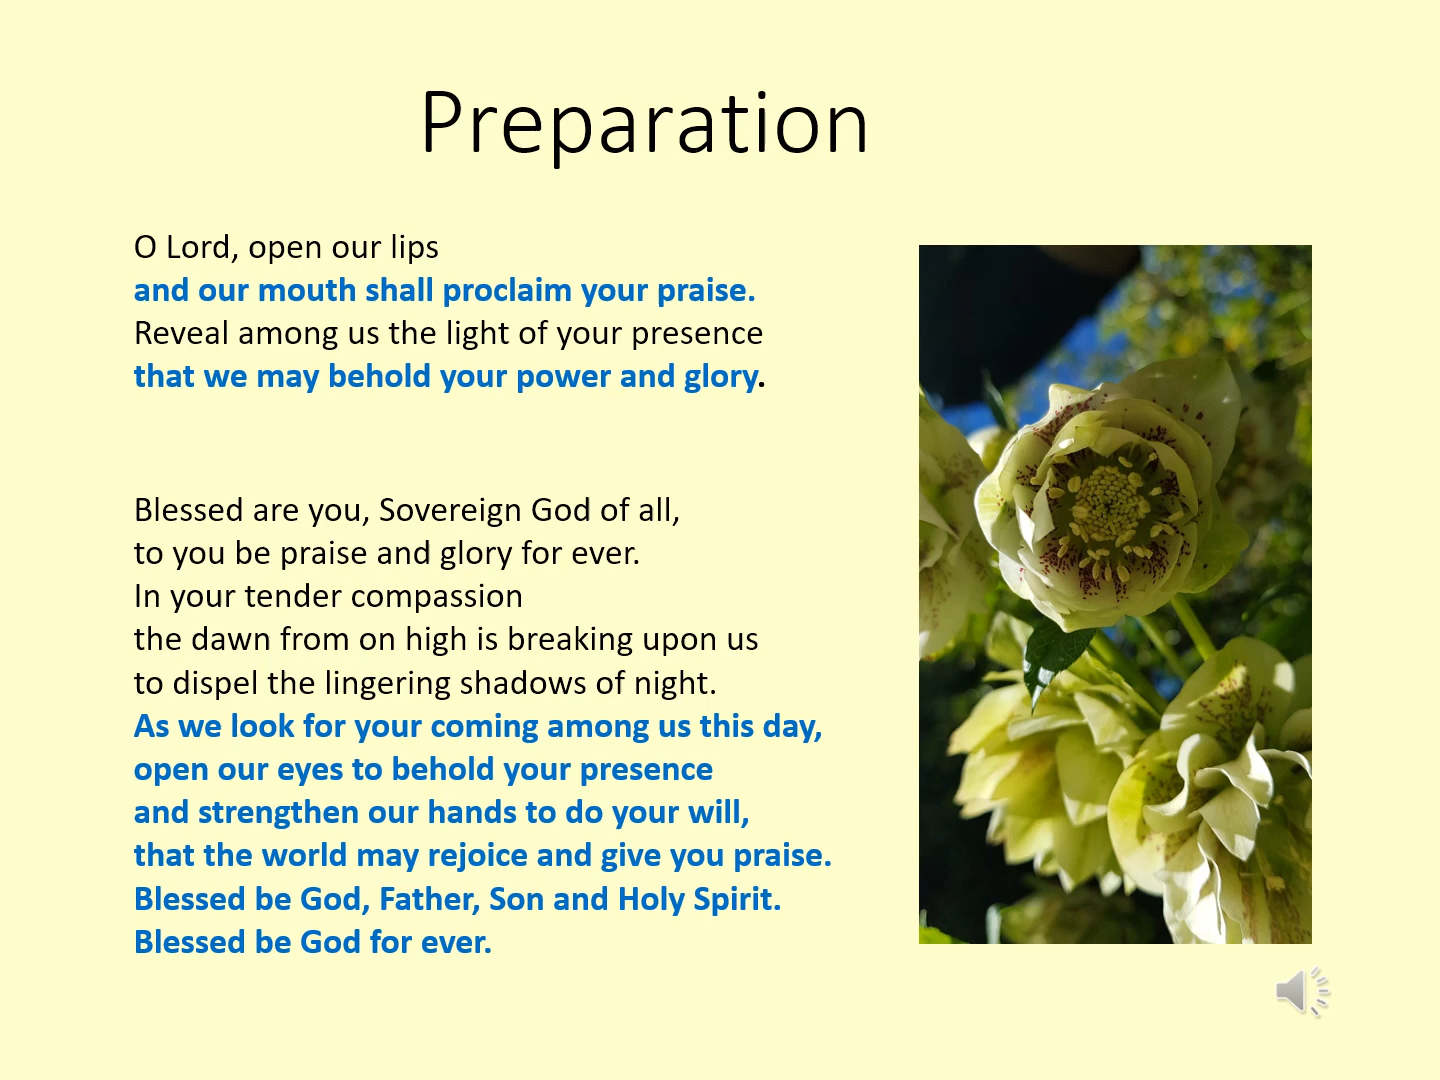 Preparation
O Lord, open our lips
and our mouth shall proclaim your praise.
Reveal among us the light of your presence
that we may behold your power and glory.
Blessed are you, Sovereign God of all,
to you be praise and glory for ever.
In your tender compassion
the dawn from on high is breaking upon us
to dispel the lingering shadows of night.
As we look for your coming among us this day,
open our eyes to behold your presence
and strengthen our hands to do your will,
that the world may rejoice and give you praise.
Blessed be God, Father, Son and Holy Spirit.
Blessed be God for ever.